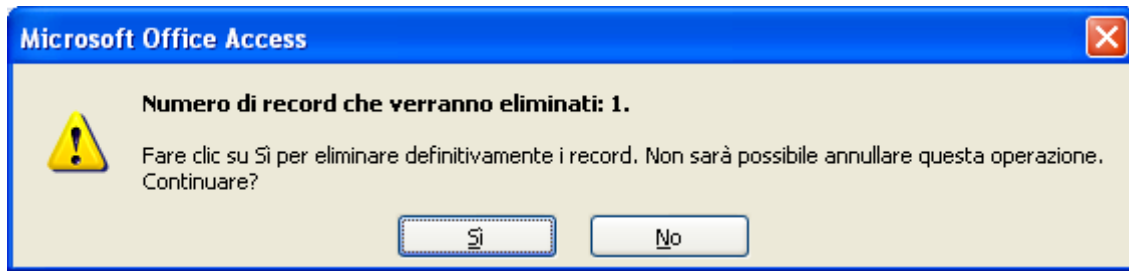 Microsoft Office Access
Numero di record che verranno eliminati: 1.
Fare clic su Sì per eliminare definitivamente i record. Non sarà possibile annullare questa operazione.
Continuare?
Sì
No